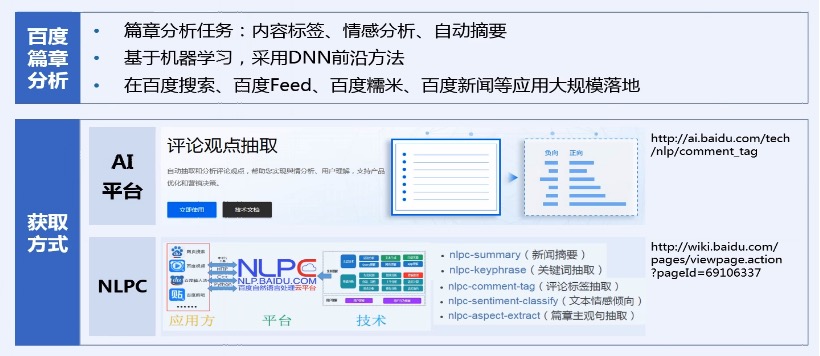 百度
篇章
分析
• 篇章分析任务：内容标签、情感分析、自动摘要
• 基于机器学习，采用DNN前沿方法
• 在百度搜索、百度Feed、百度糯米、百度新闻等应用大规模落地
获取
方式
AI
平台
评论观点抽取
自动抽取和分析评论观点，帮助您实现舆情分析、用户理解，支持产品
优化和营销决策。
立即使用
技术文档
负向 正向
http://ai.baidu.com/tech
/nlp/comment_tag
NLPC
网页搜索
NLPC
NLP.BAIDU.COM
百度自然语言处理云平台
应用方 平台 技术
• nlpc-summary（新闻摘要）
• nlpc-keyphrase（关键词抽取）
• nlpc-comment-tag（评论标签抽取）
• nlpc-sentiment-classify（文本情感倾向）
• nlpc-aspect-extract（篇章主观句抽取）
http://wiki.baidu.com/
pages/viewpage.action
?pageId=69106337